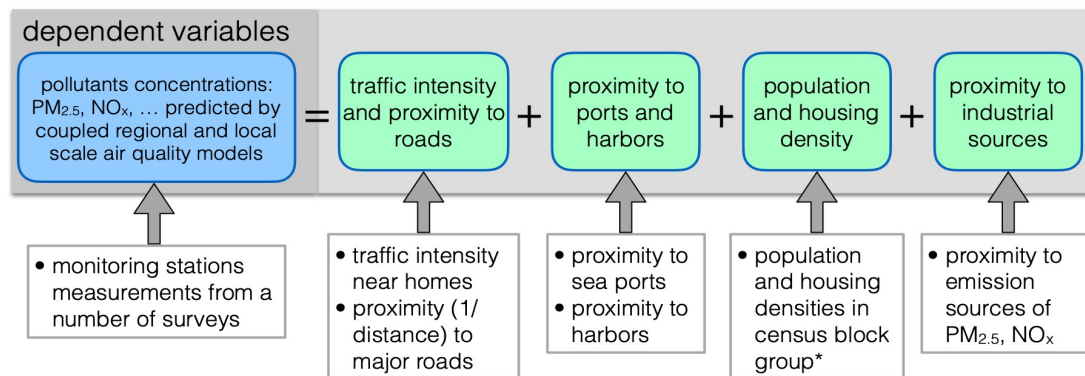 dependent variables
pollutants concentrations:
PM2.5, NOx, … predicted by
coupled regional and local
scale air quality models
=
traffic intensity
and proximity to
roads
+
proximity to
ports and
harbors
+
population
and housing
density
+
proximity to
industrial
sources
• monitoring stations
measurements from a
number of surveys
• traffic intensity
near homes
• proximity (1/
distance) to
major roads
• proximity to
sea ports
• proximity to
harbors
• population
and housing
densities in
census block
group*
• proximity to
emission
sources of
PM2.5, NOx